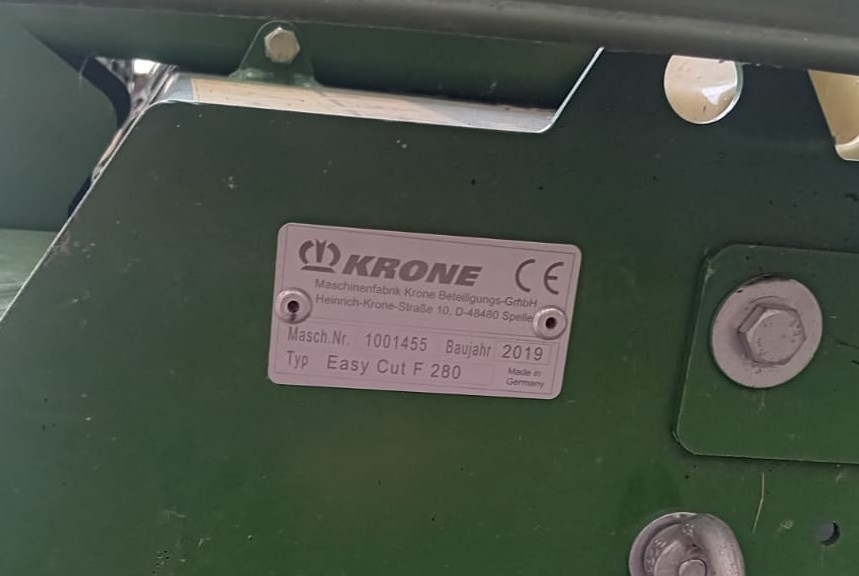 KRONE CE
Maschinenfabrik Krone Beteiligungs-GmbH
Heinrich-Krone-Straße 10, D-48480 Spelle
Masch.Nr. 1001455 Baujahr 2019
Typ Easy Cut F 280 Made in
Germany